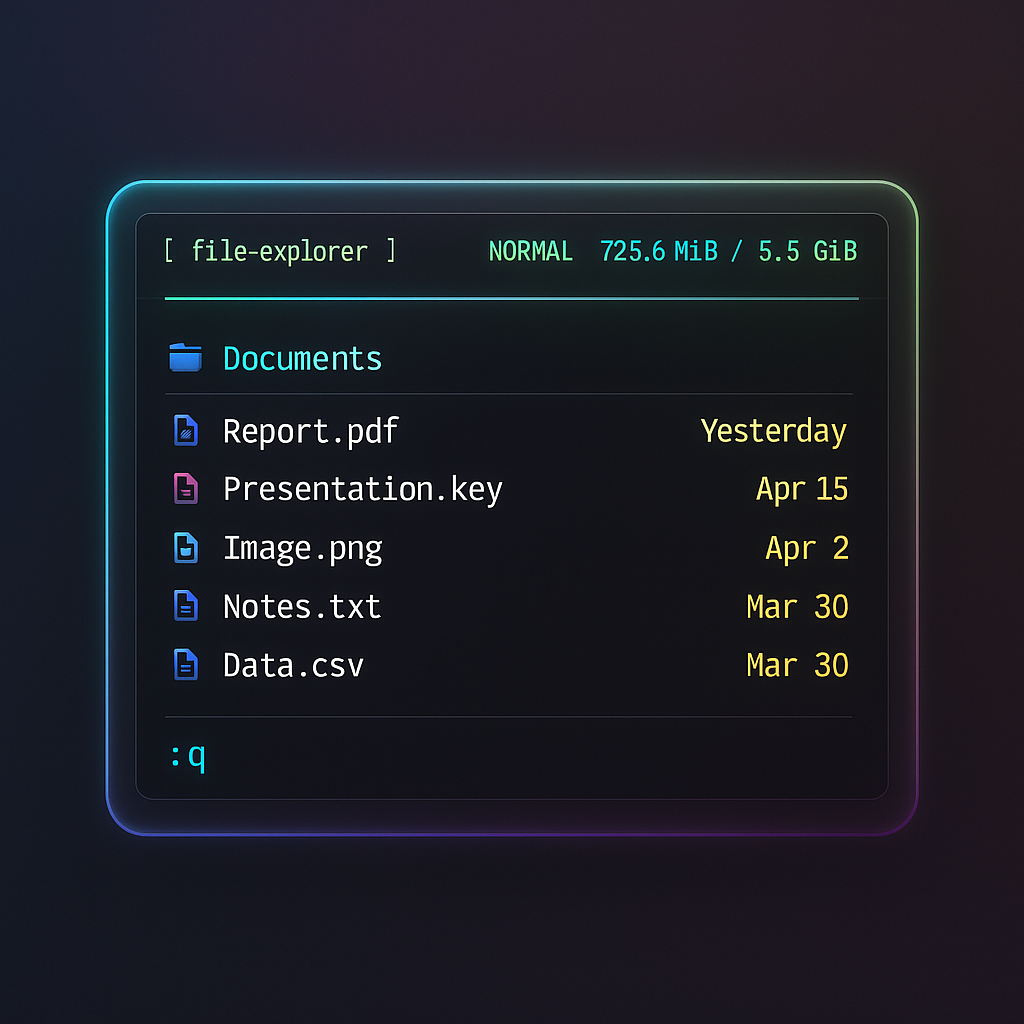 [ file-explorer ] NORMAL 725.6 MiB / 5.5 GiB
Documents
Report.pdf Yesterday
Presentation.key Apr 15
Image.png Apr 2
Notes.txt Mar 30
Data.csv Mar 30
:q